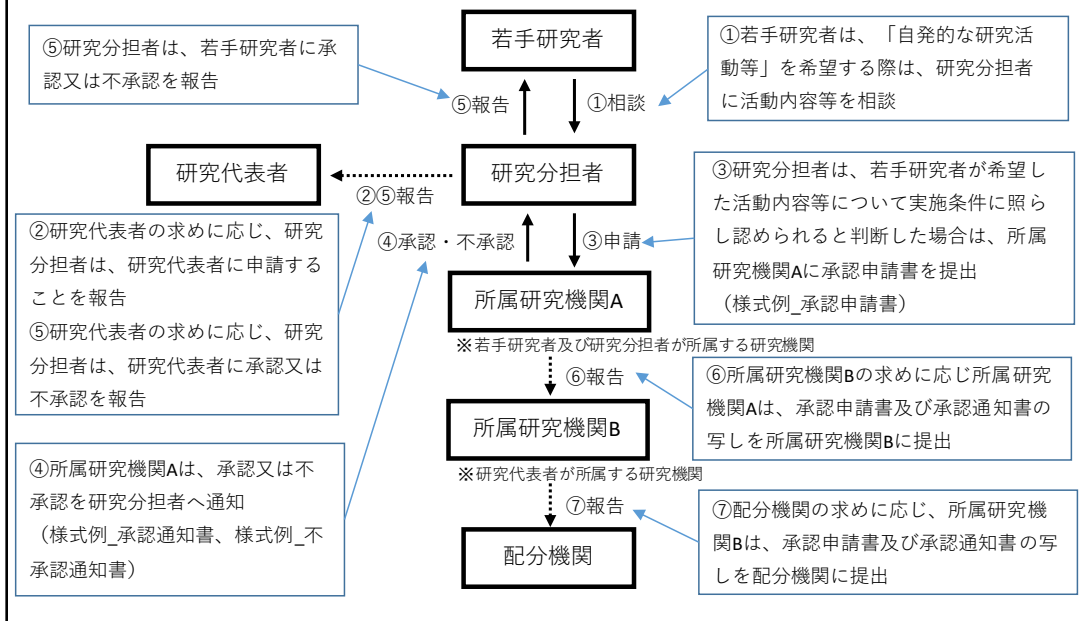 ⑤研究分担者は、若手研究者に承
認又は不承認を報告
若手研究者
①若手研究者は、「自発的な研究活
動等」を希望する際は、研究分担者
に活動内容等を相談
⑤報告
①相談
研究代表者
②⑤報告
研究分担者
③研究分担者は、若手研究者が希望し
た活動内容等について実施条件に照ら
し認められると判断した場合は、所属
研究機関Aに承認申請書を提出
（様式例_承認申請書）
②研究代表者の求めに応じ、研究
分担者は、研究代表者に申請する
ことを報告
⑤研究代表者の求めに応じ、研究
分担者は、研究代表者に承認又は
不承認を報告
④承認・不承認
③申請
所属研究機関A
※若手研究者及び研究分担者が所属する研究機関
⑥報告
⑥所属研究機関Bの求めに応じ所属研究
機関Aは、承認申請書及び承認通知書の
写しを所属研究機関Bに提出
所属研究機関B
※研究代表者が所属する研究機関
④所属研究機関Aは、承認又は不
承認を研究分担者へ通知
（様式例_承認通知書、様式例_不
承認通知書）
⑦報告
⑦配分機関の求めに応じ、所属研究機
関Bは、承認申請書及び承認通知書の写
しを配分機関に提出
配分機関